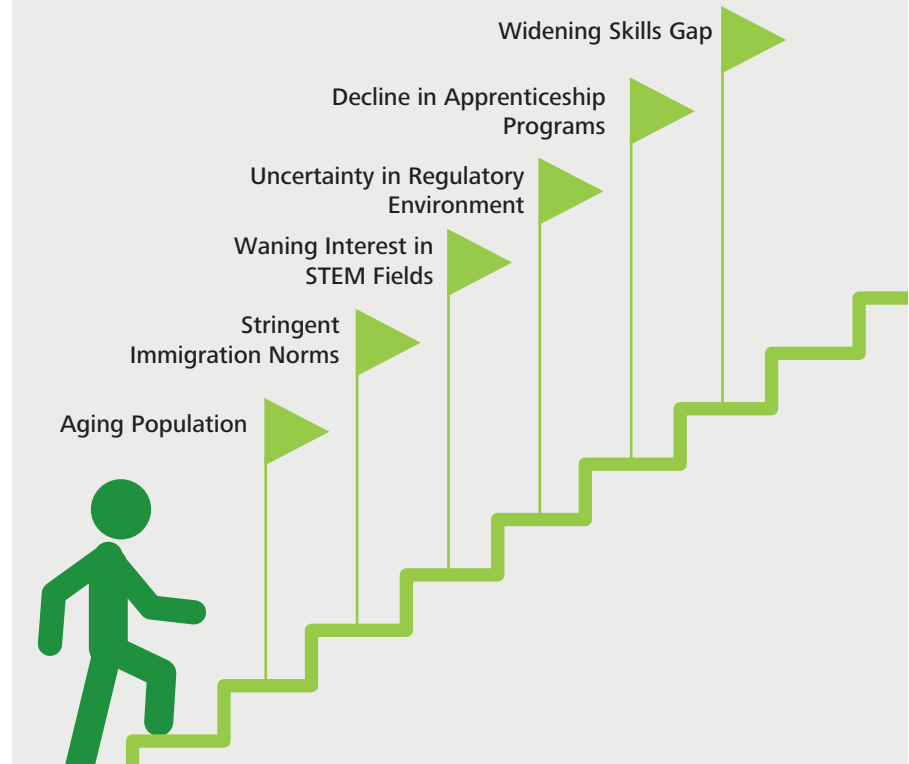 Widening Skills Gap
Decline in Apprenticeship
Programs
Uncertainty in Regulatory
Environment
Waning Interest in
STEM Fields
Stringent
Immigration Norms
Aging Population